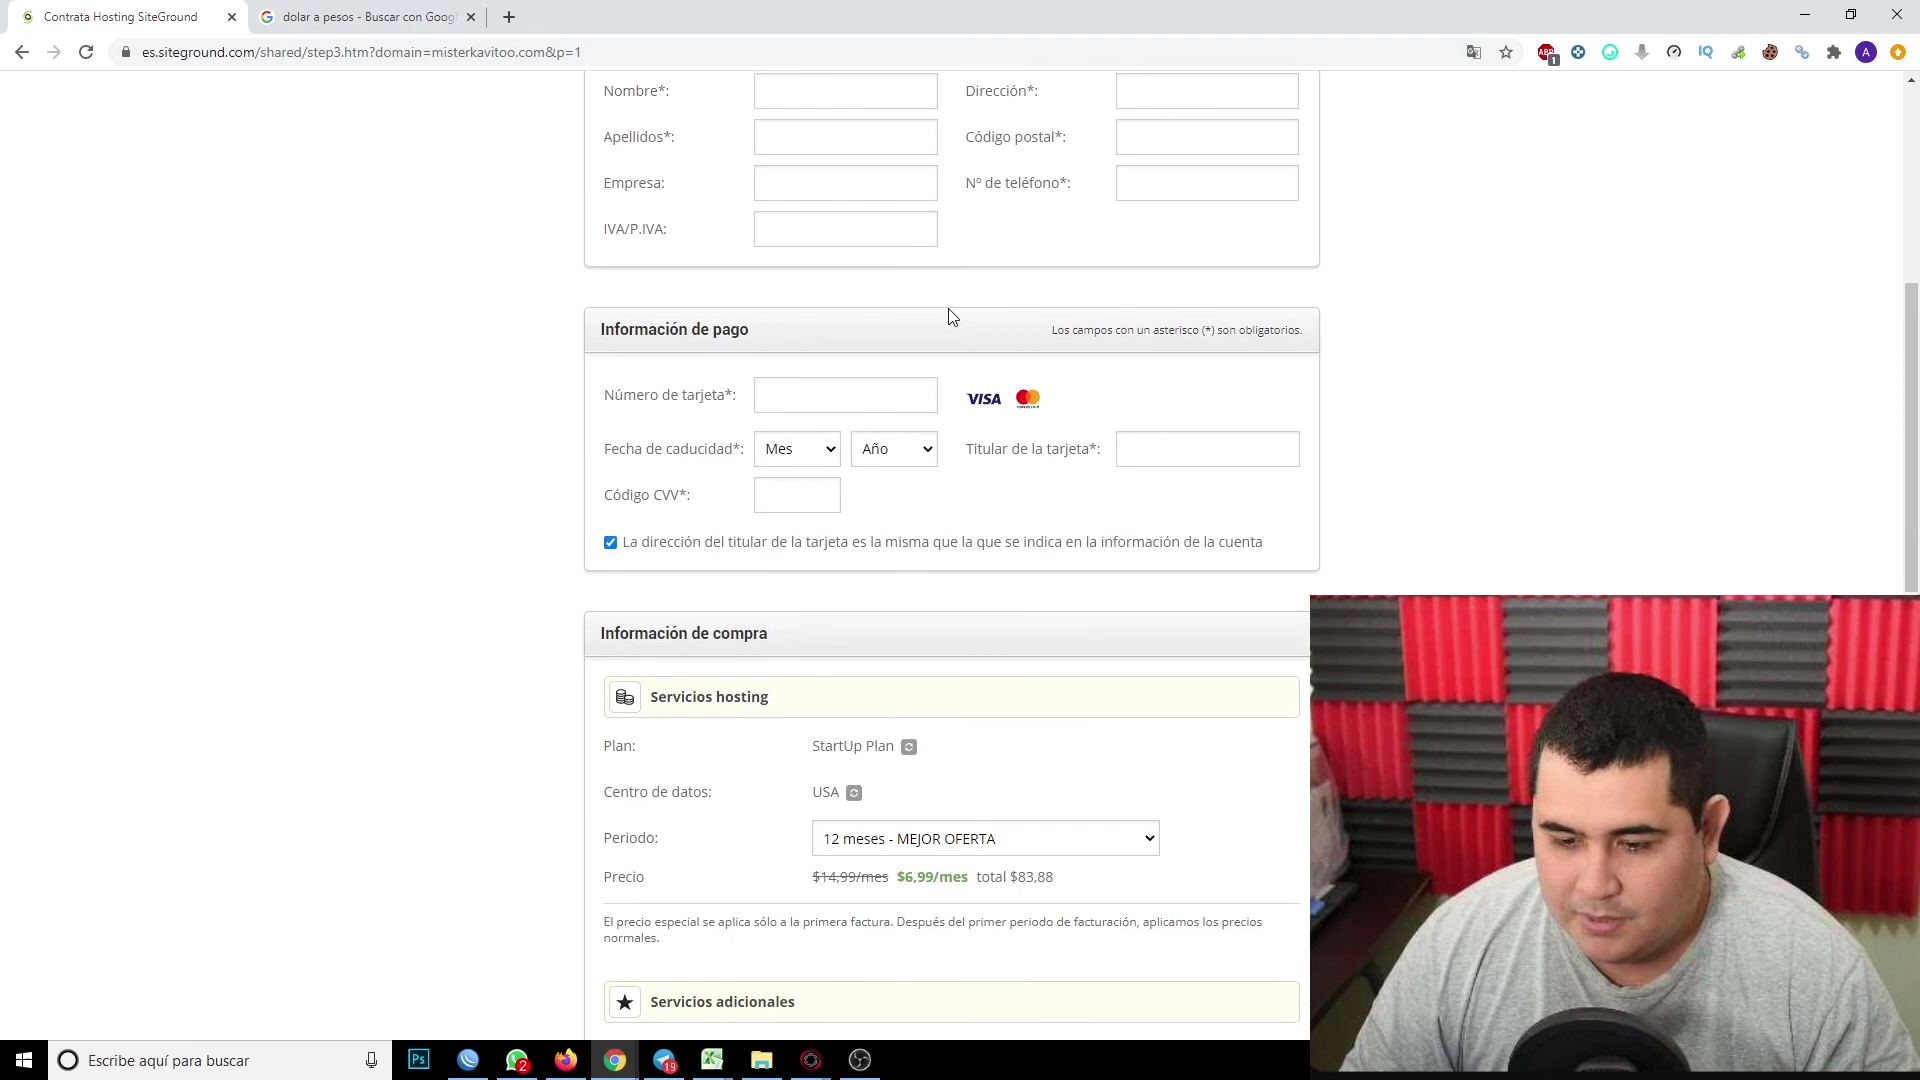 Contrata Hosting SiteGround
dolar a pesos - Buscar con Goog
es.siteground.com/shared/step3.htm?domain=misterkavitoo.com&p=1
ABP
1
IQ
A
Nombre*:
Dirección*:
Apellidos*:
Código postal*:
Empresa:
Nº de teléfono*:
IVA/P.IVA:
Información de pago
Los campos con un asterisco (*) son obligatorios.
Número de tarjeta*:
VISA
Fecha de caducidad*:
Mes
Año
Titular de la tarjeta*:
Código CVV*:
La dirección del titular de la tarjeta es la misma que la que se indica en la información de la cuenta
Información de compra
Servicios hosting
Plan:
StartUp Plan
Centro de datos:
USA
Periodo:
12 meses - MEJOR OFERTA
Precio
$14,99/mes $6,99/mes total $83,88
El precio especial se aplica sólo a la primera factura. Después del primer periodo de facturación, aplicamos los precios
normales.
Servicios adicionales
Escribe aquí para buscar
Ps
2
19